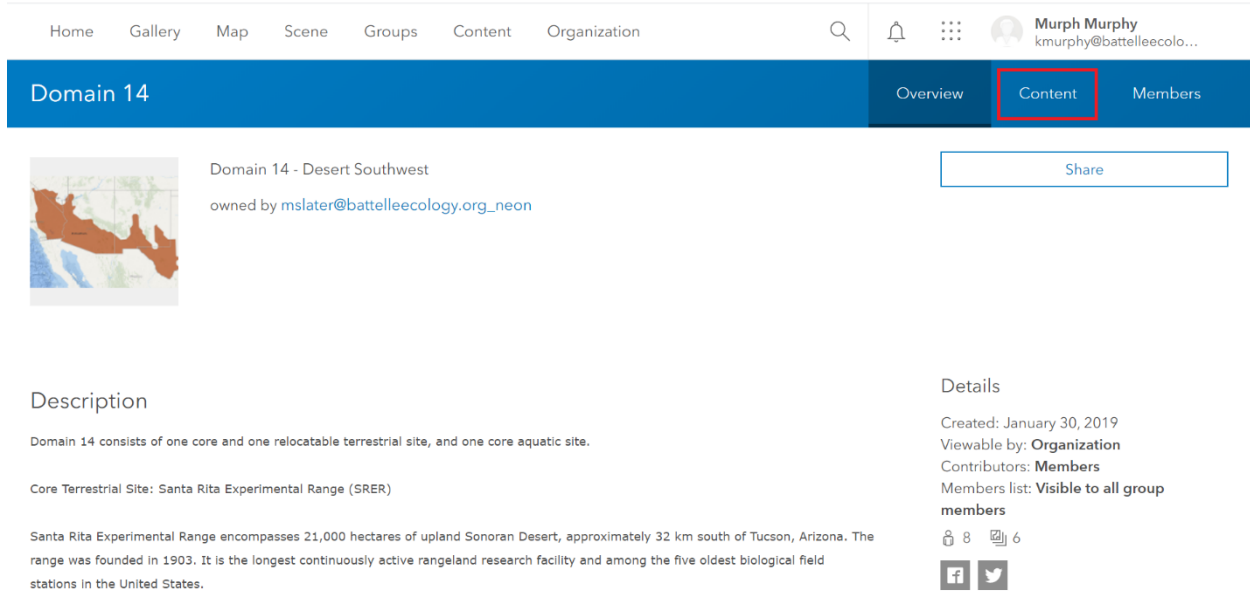 Home Gallery Map Scene Groups Content Organization
Murph Murphy
kmurphy@battelleecolo...
Domain 14
Overview Content Members
Domain 14 - Desert Southwest
owned by mslater@battelleecology.org_neon
Share
Description
Domain 14 consists of one core and one relocatable terrestrial site, and one core aquatic site.
Core Terrestrial Site: Santa Rita Experimental Range (SRER)
Santa Rita Experimental Range encompasses 21,000 hectares of upland Sonoran Desert, approximately 32 km south of Tucson, Arizona. The
range was founded in 1903. It is the longest continuously active rangeland research facility and among the five oldest biological field
stations in the United States.
Details
Created: January 30, 2019
Viewable by: Organization
Contributors: Members
Members list: Visible to all group
members
8 6